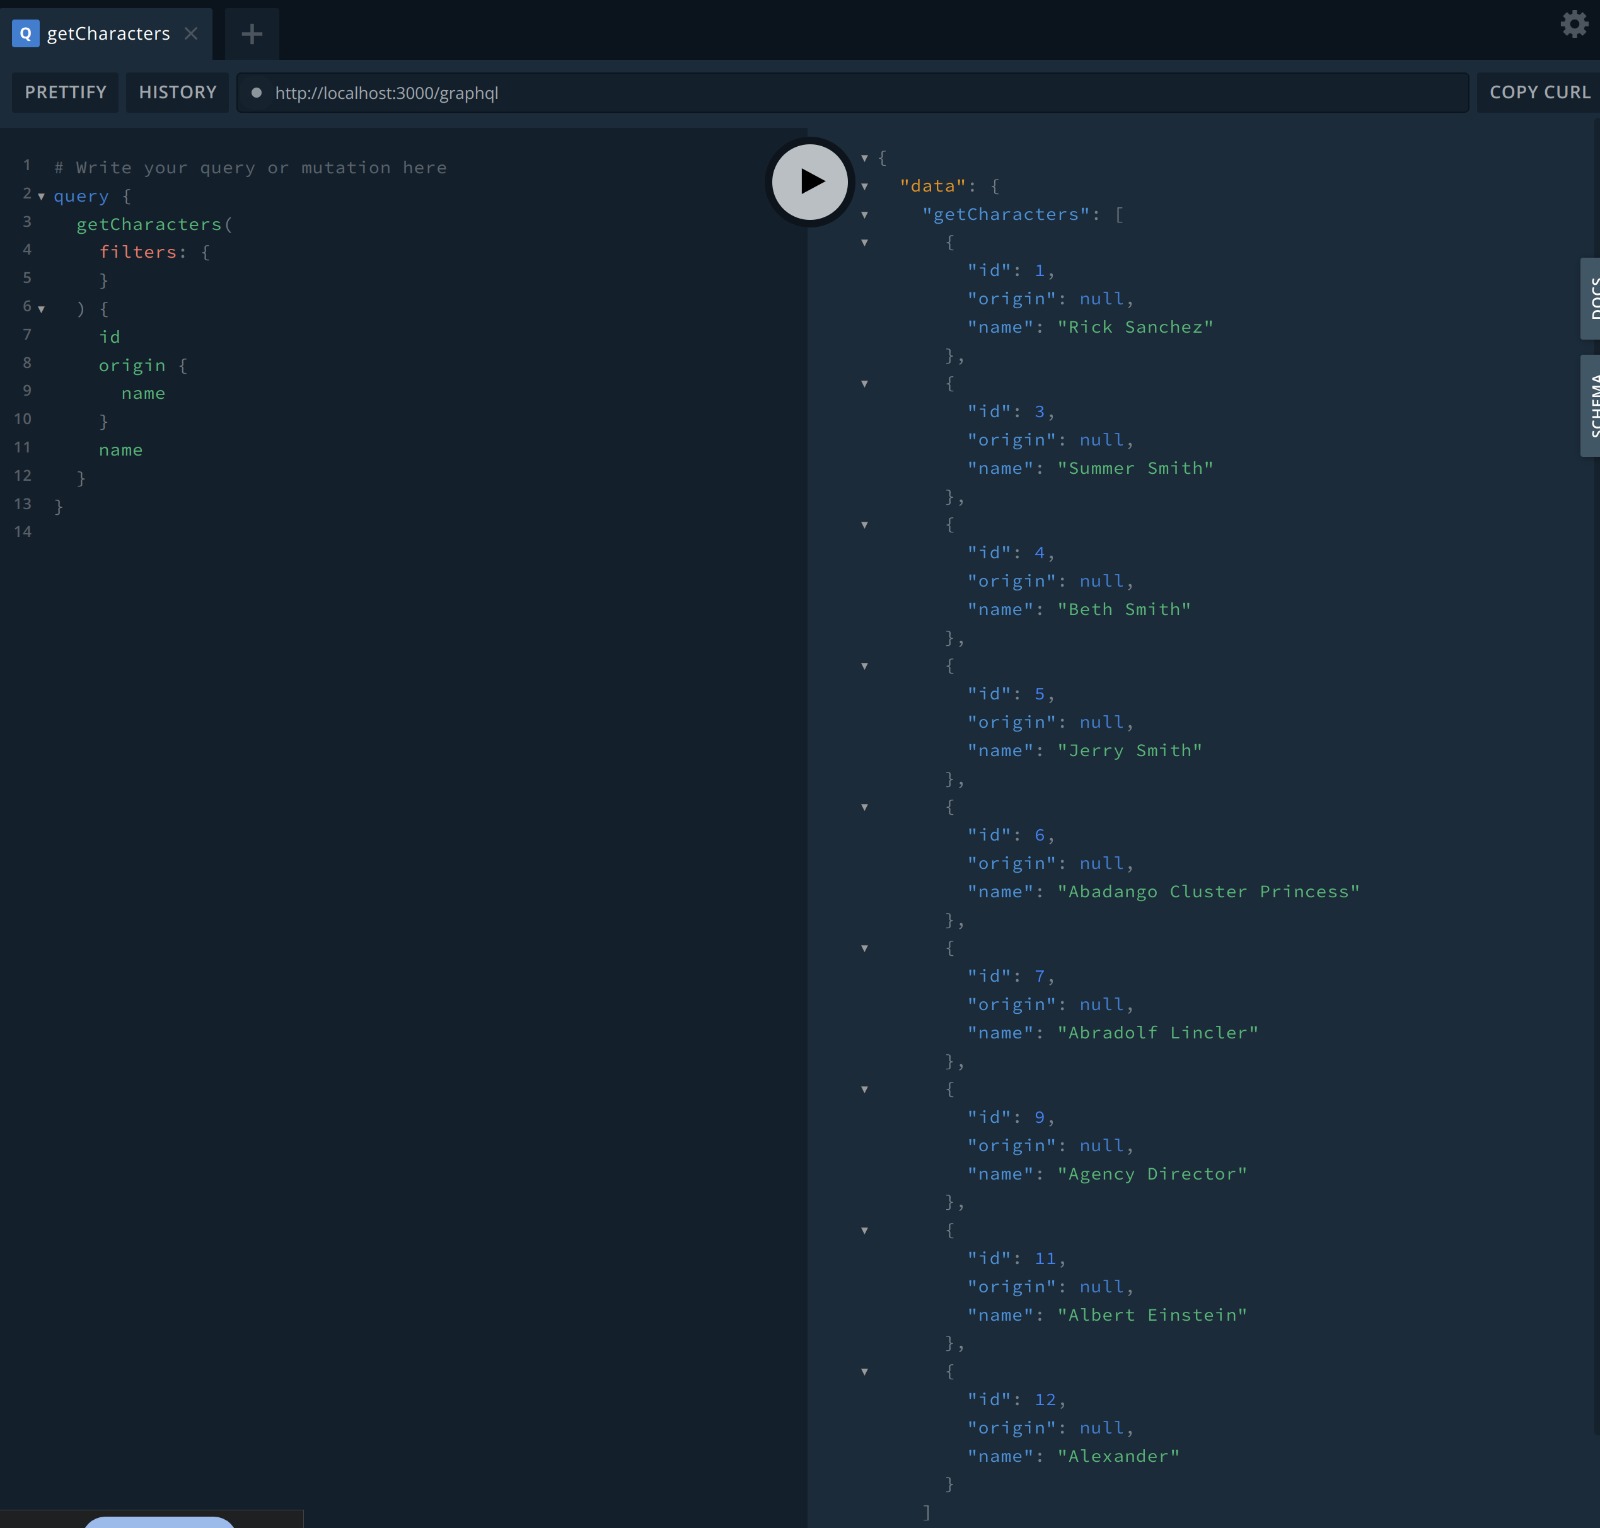 Q getCharacters
PRETTIFY HISTORY http://localhost:3000/graphql COPY CURL
1 # Write your query or mutation here
2 query {
3 getCharacters(
4 filters: {
5 }
6 ) {
7 id
8 origin {
9 name
10 }
11 name
12 }
13 }
14
{
"data": {
"getCharacters": [
{
"id": 1,
"origin": null,
"name": "Rick Sanchez"
},
{
"id": 3,
"origin": null,
"name": "Summer Smith"
},
{
"id": 4,
"origin": null,
"name": "Beth Smith"
},
{
"id": 5,
"origin": null,
"name": "Jerry Smith"
},
{
"id": 6,
"origin": null,
"name": "Abadango Cluster Princess"
},
{
"id": 7,
"origin": null,
"name": "Abradolf Lincler"
},
{
"id": 9,
"origin": null,
"name": "Agency Director"
},
{
"id": 11,
"origin": null,
"name": "Albert Einstein"
},
{
"id": 12,
"origin": null,
"name": "Alexander"
}
]
DOCS
SCHEMA